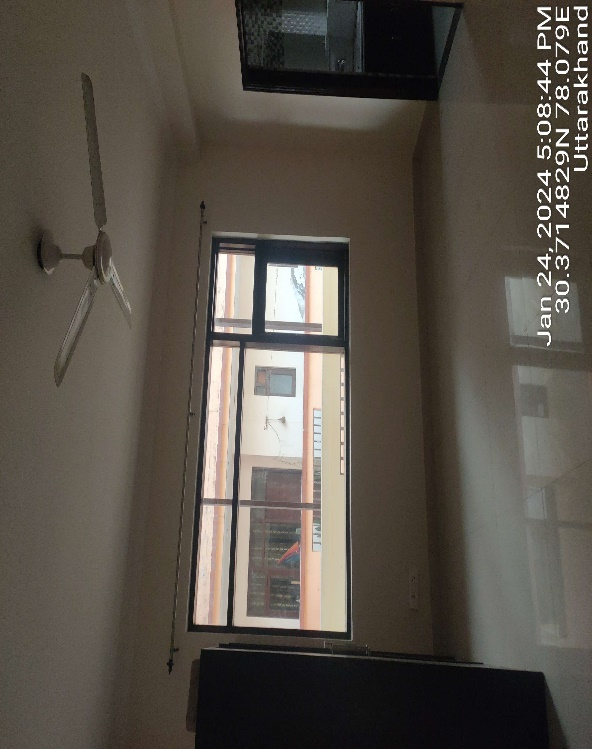 Jan 24, 2024 5:08:44 PM
30.3714829N 78.079E
Uttarakhand